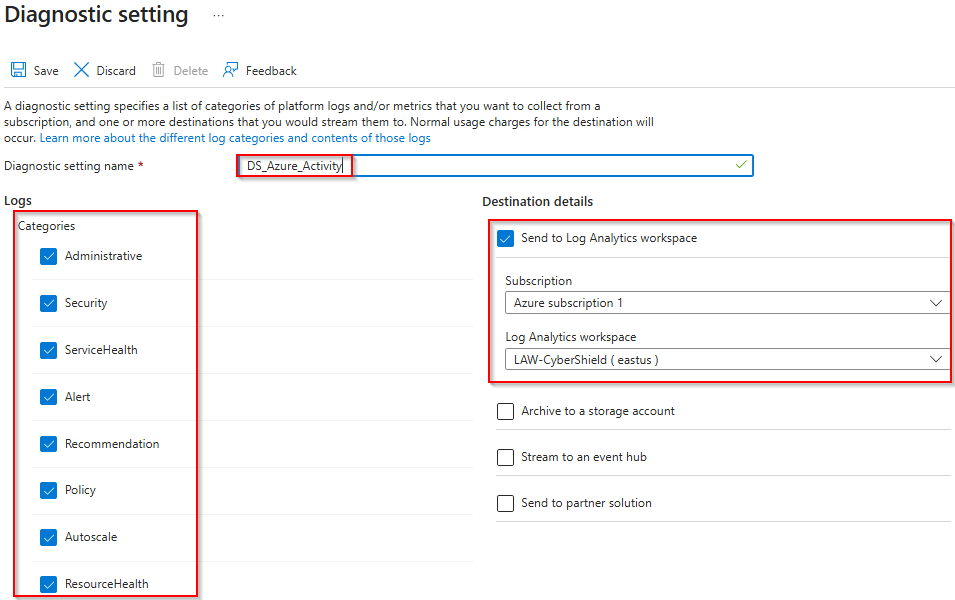 Diagnostic setting ...
Save Discard Delete Feedback
A diagnostic setting specifies a list of categories of platform logs and/or metrics that you want to collect from a
subscription, and one or more destinations that you would stream them to. Normal usage charges for the destination will
occur. Learn more about the different log categories and contents of those logs
Diagnostic setting name * DS_Azure_Activity
Logs
Categories
Administrative
Security
ServiceHealth
Alert
Recommendation
Policy
Autoscale
ResourceHealth
Destination details
Send to Log Analytics workspace
Subscription
Azure subscription 1
Log Analytics workspace
LAW-CyberShield ( eastus )
Archive to a storage account
Stream to an event hub
Send to partner solution